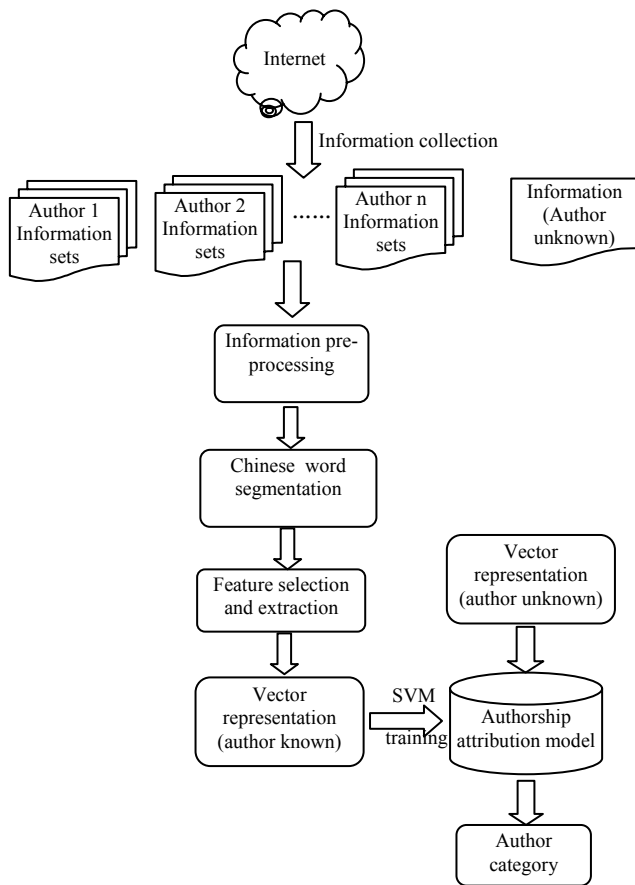 Internet
Information collection
Author 1
Information
sets
Author 2
Information
sets
......
Author n
Information
sets
Information
(Author
unknown)
Information pre-
processing
Chinese word
segmentation
Feature selection
and extraction
Vector
representation
(author unknown)
Vector
representation
(author known)
SVM
training
Authorship
attribution model
Author
category